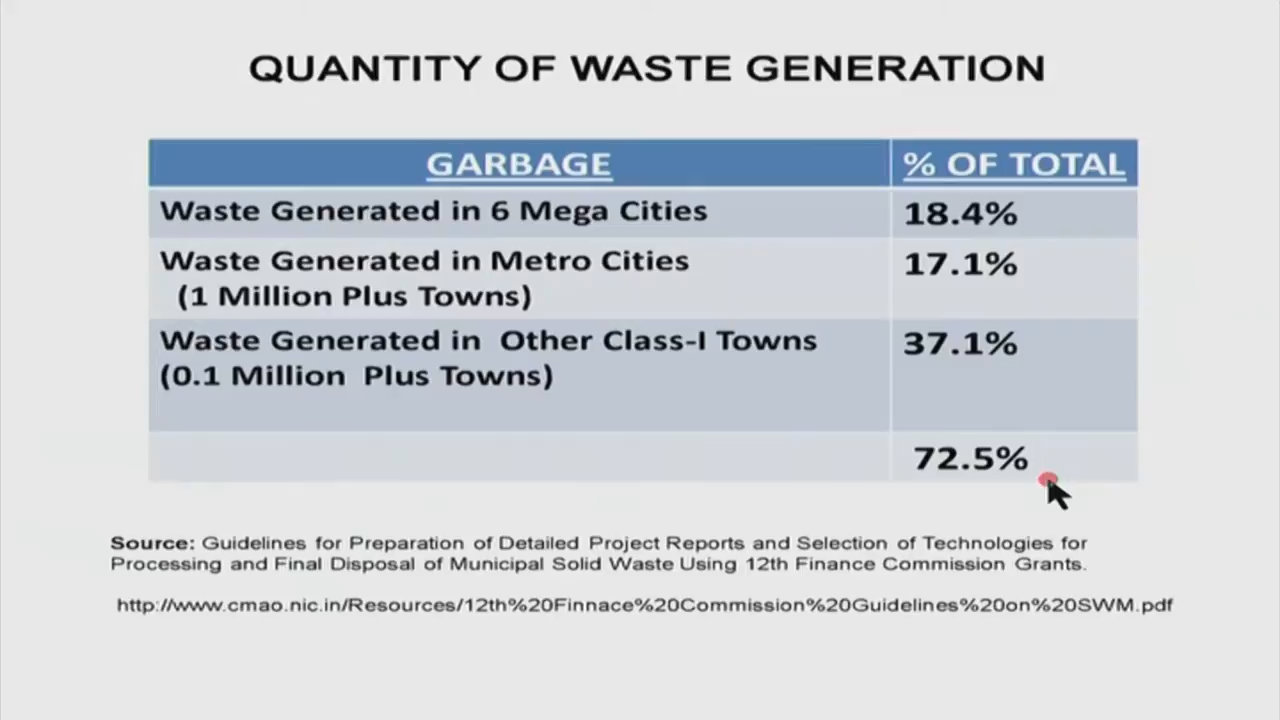 QUANTITY OF WASTE GENERATION
GARBAGE % OF TOTAL
Waste Generated in 6 Mega Cities 18.4%
Waste Generated in Metro Cities 17.1%
(1 Million Plus Towns)
Waste Generated in Other Class-I Towns 37.1%
(0.1 Million Plus Towns)
72.5%
Source: Guidelines for Preparation of Detailed Project Reports and Selection of Technologies for
Processing and Final Disposal of Municipal Solid Waste Using 12th Finance Commission Grants.
http://www.cmao.nic.in/Resources/12th%20Finnace%20Commission%20Guidelines%20on%20SWM.pdf